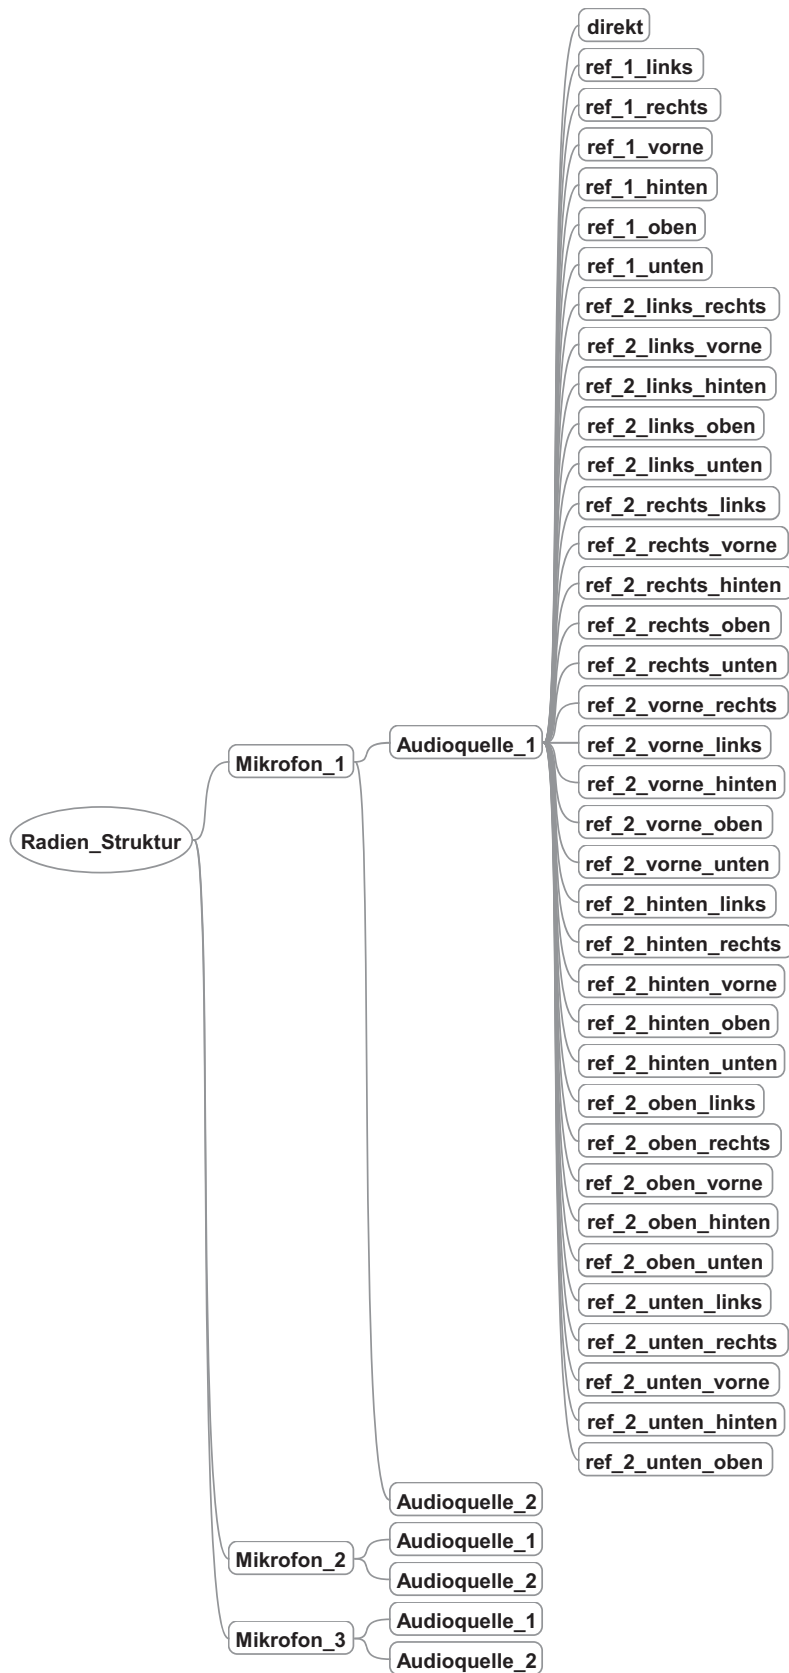 direkt
ref_1_links
ref_1_rechts
ref_1_vorne
ref_1_hinten
ref_1_oben
ref_1_unten
ref_2_links_rechts
ref_2_links_vorne
ref_2_links_hinten
ref_2_links_oben
ref_2_links_unten
ref_2_rechts_links
ref_2_rechts_vorne
ref_2_rechts_hinten
ref_2_rechts_oben
ref_2_rechts_unten
ref_2_vorne_rechts
Audioquelle_1
ref_2_vorne_links
Mikrofon_1
ref_2_vorne_hinten
ref_2_vorne_oben
Radien_Struktur
ref_2_vorne_unten
ref_2_hinten_links
ref_2_hinten_rechts
ref_2_hinten_vorne
ref_2_hinten_oben
ref_2_hinten_unten
ref_2_oben_links
ref_2_oben_rechts
ref_2_oben_vorne
ref_2_oben_hinten
ref_2_oben_unten
ref_2_unten_links
ref_2_unten_rechts
ref_2_unten_vorne
ref_2_unten_hinten
ref_2_unten_oben
Audioquelle_2
Mikrofon_2
Audioquelle_1
Audioquelle_2
Mikrofon_3
Audioquelle_1
Audioquelle_2